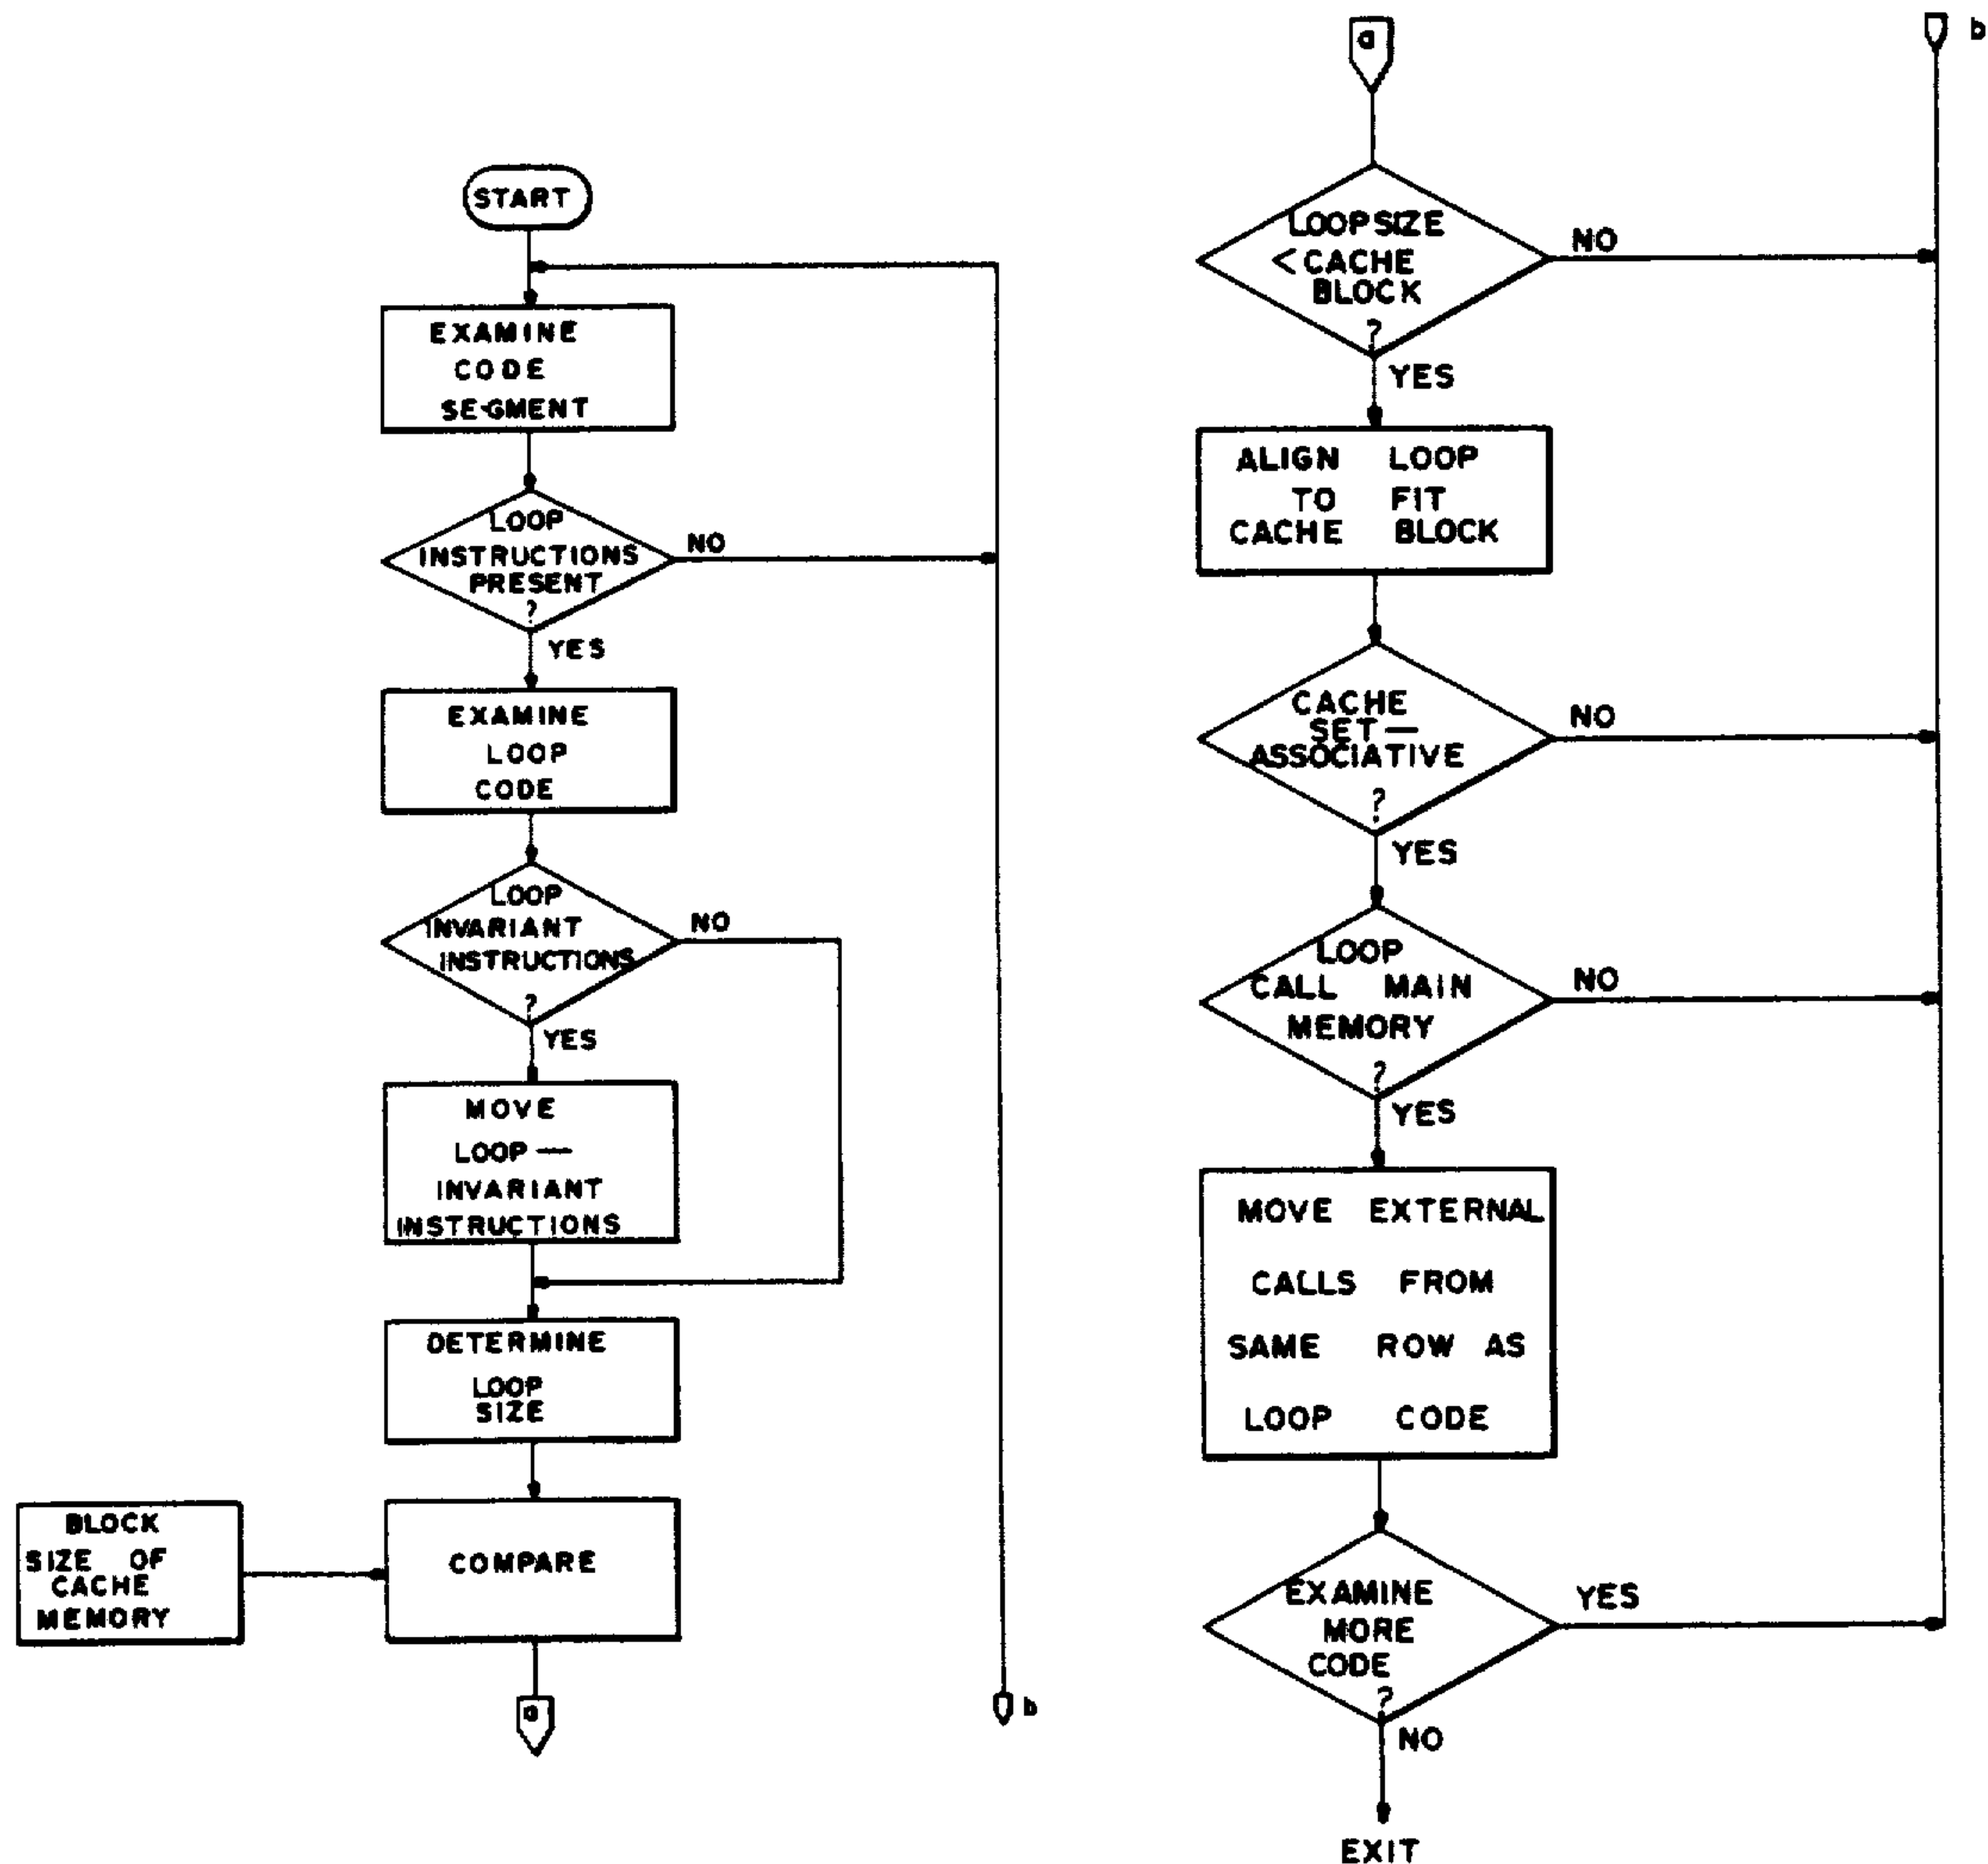 START
EXAMINE
CODE
SEGMENT
LOOP
INSTRUCTIONS
PRESENT
?
NO
YES
EXAMINE
LOOP
CODE
LOOP
INVARIANT
INSTRUCTIONS
?
NO
YES
MOVE
LOOP—
INVARIANT
INSTRUCTIONS
DETERMINE
LOOP
SIZE
BLOCK
SIZE OF
CACHE
MEMORY
COMPARE
a
b
a
b
LOOPSIZE
< CACHE
BLOCK
?
NO
YES
ALIGN LOOP
TO FIT
CACHE BLOCK
CACHE
SET—
ASSOCIATIVE
?
NO
YES
LOOP
CALL MAIN
MEMORY
?
NO
YES
MOVE EXTERNAL
CALLS FROM
SAME ROW AS
LOOP CODE
EXAMINE
MORE
CODE
?
YES
NO
EXIT